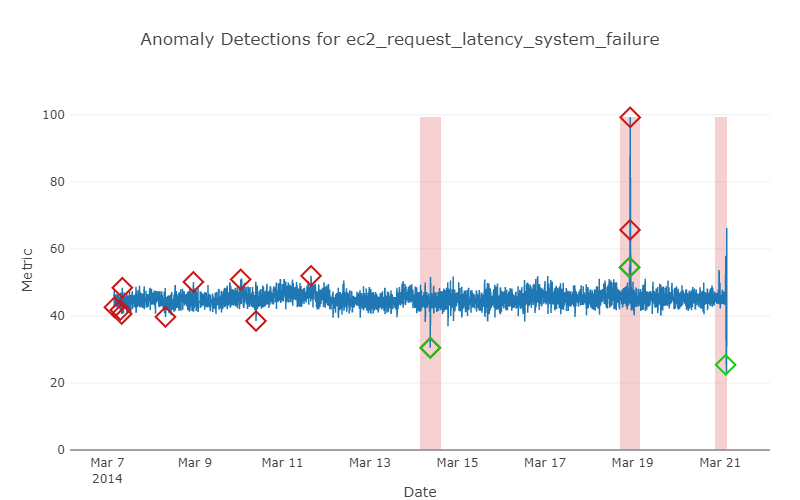 Anomaly Detections for ec2_request_latency_system_failure
Metric
100
80
60
40
20
0
Mar 7 Mar 9 Mar 11 Mar 13 Mar 15 Mar 17 Mar 19 Mar 21
2014
Date